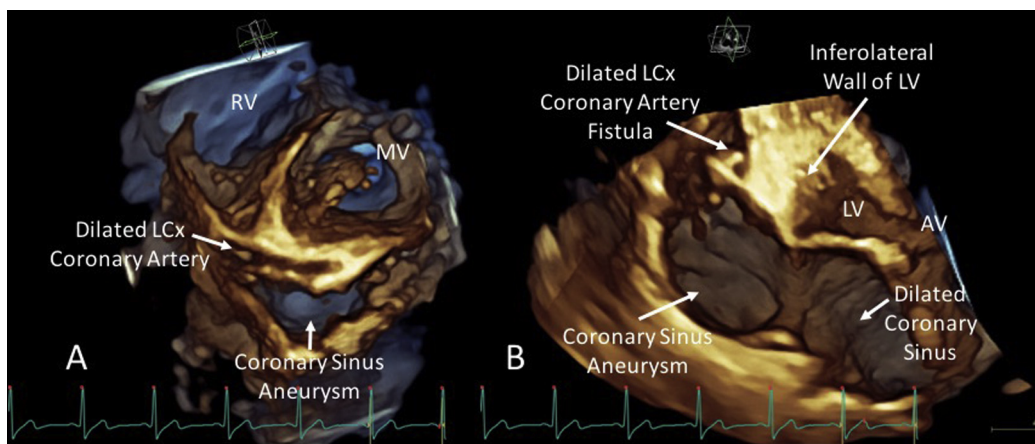 RV
MV
Dilated LCx
Coronary Artery
Coronary Sinus
Aneurysm
A
Dilated LCx
Coronary Artery
Fistula
Inferolateral
Wall of LV
LV
AV
Coronary Sinus
Aneurysm
Dilated
Coronary
Sinus
B